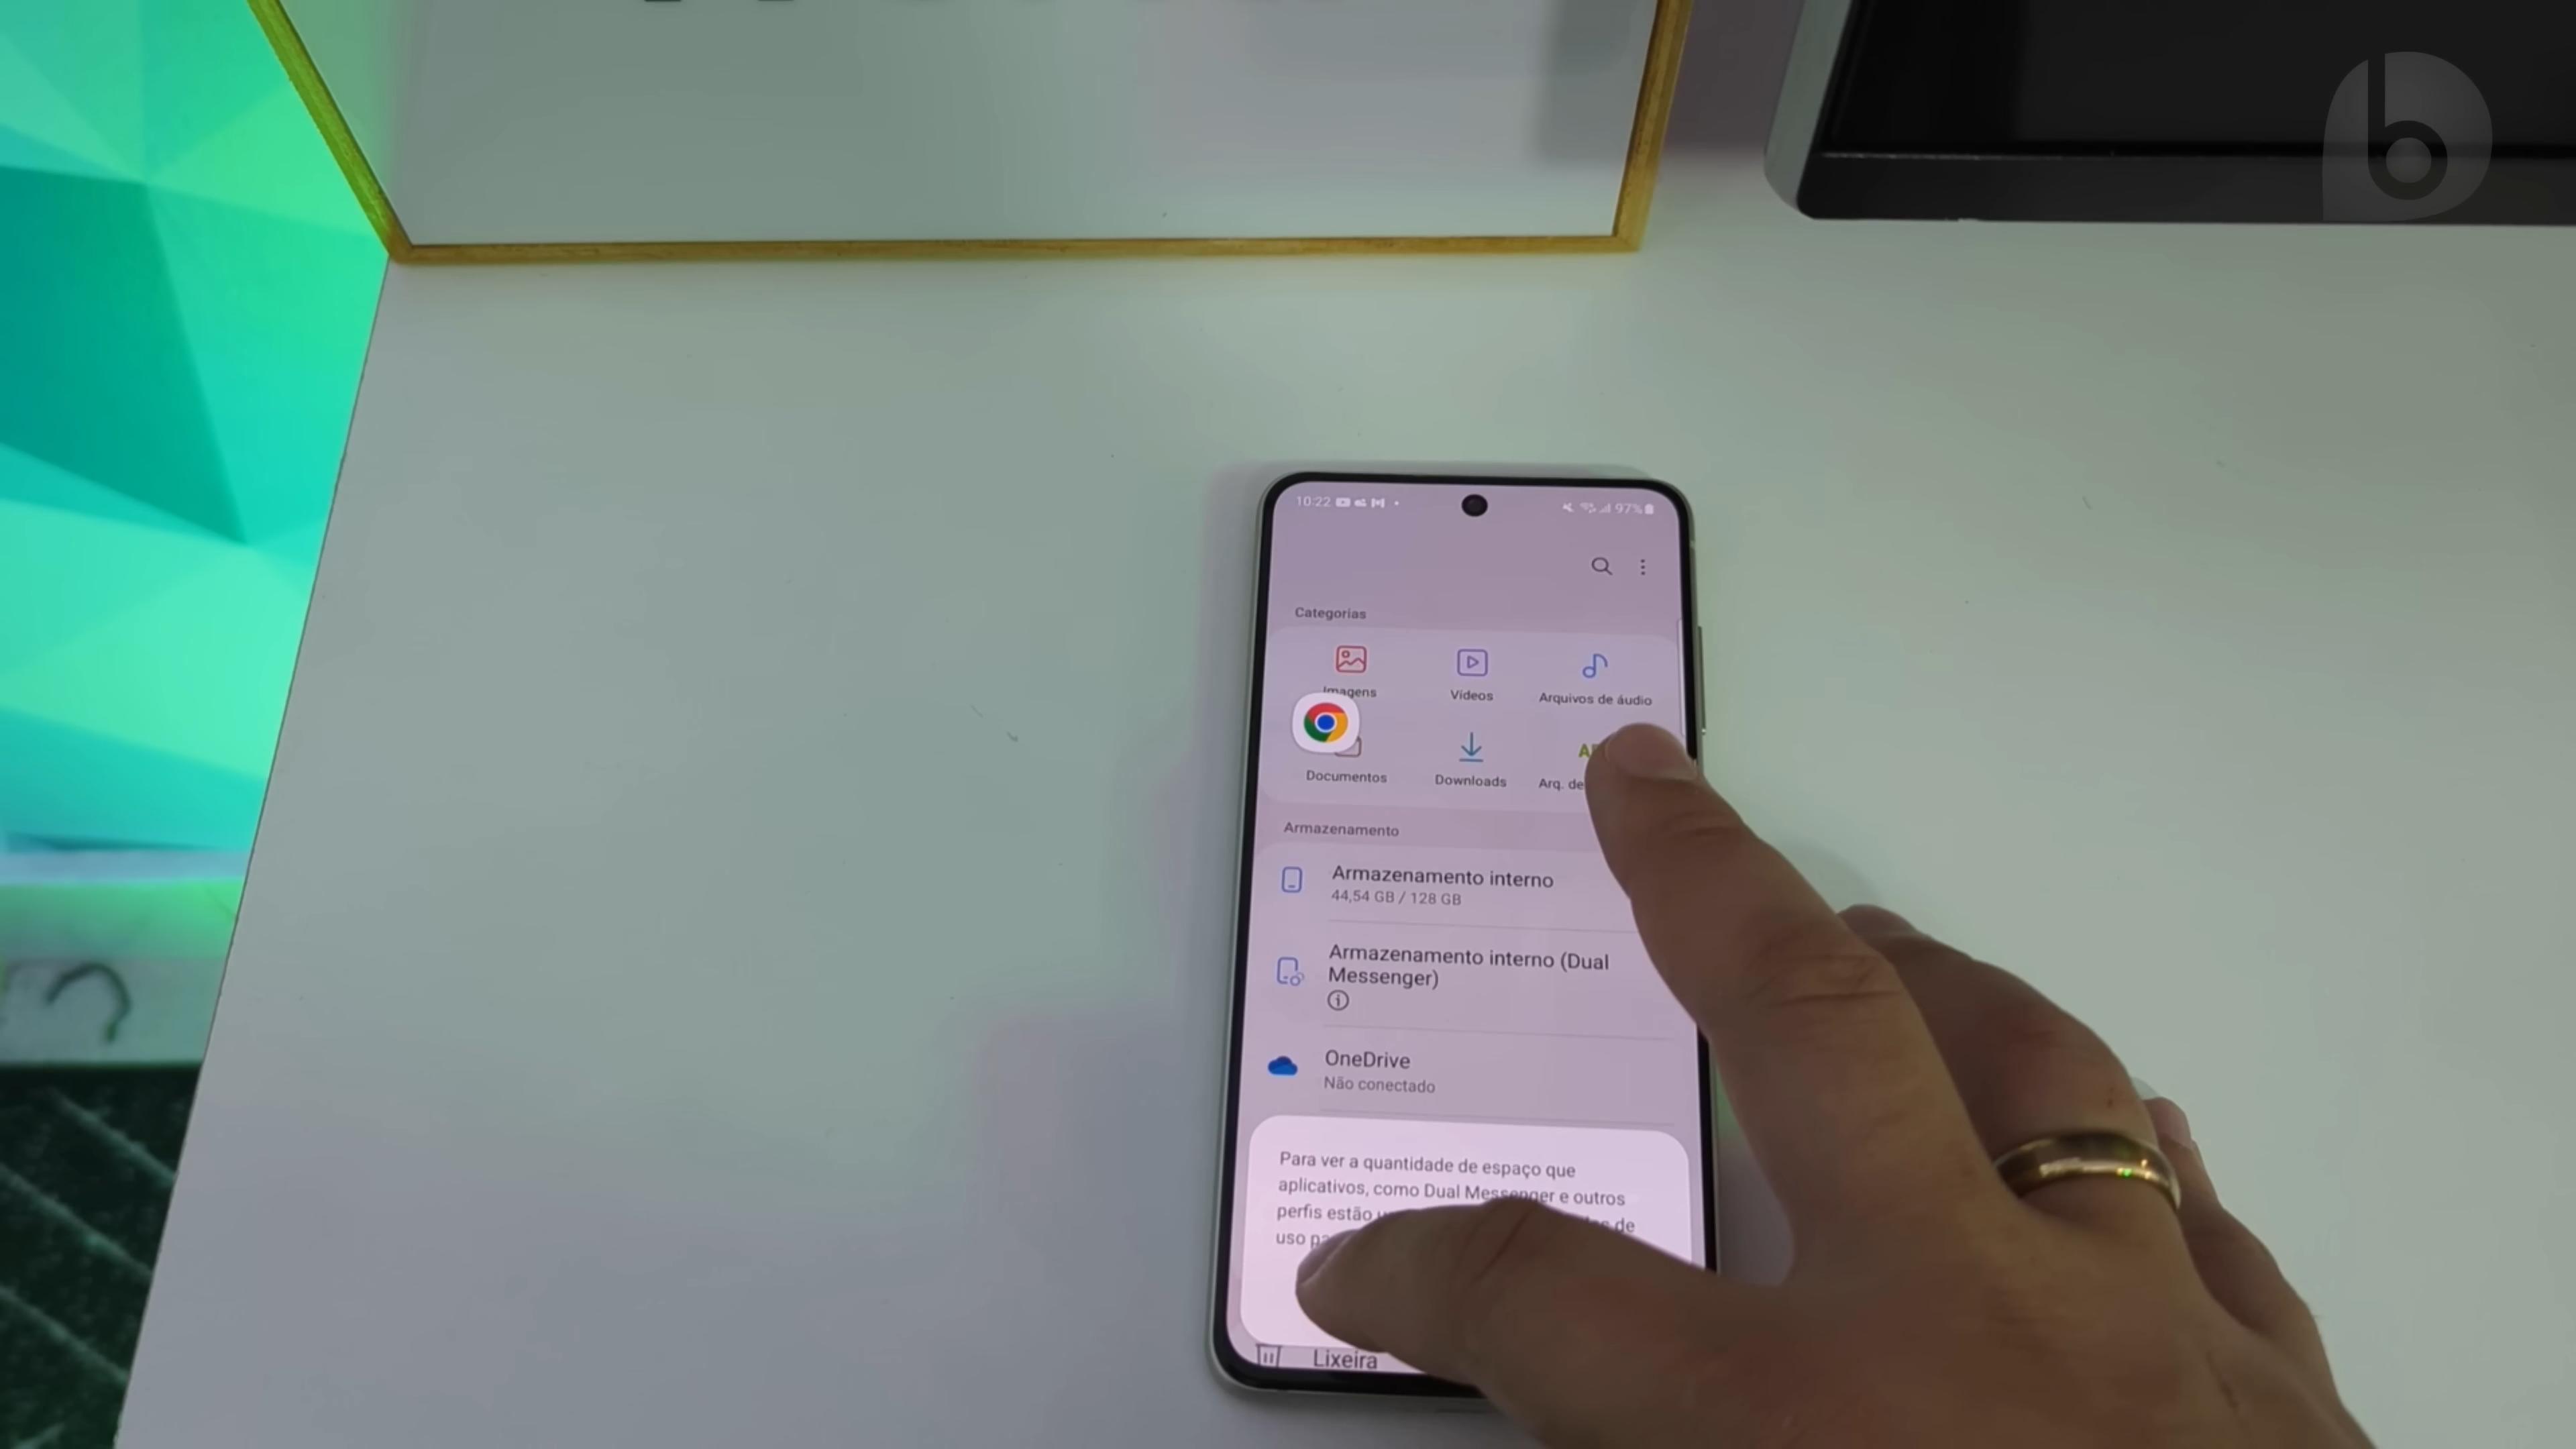 10:22
97%
Categorias
Imagens
Vídeos
Arquivos de áudio
Documentos
Downloads
Arq. de
Armazenamento
Armazenamento interno
44,54 GB / 128 GB
Armazenamento interno (Dual
Messenger)
OneDrive
Não conectado
Para ver a quantidade de espaço que
aplicativos, como Dual Messenger e outros
perfis estão de
uso
Lixeira
b